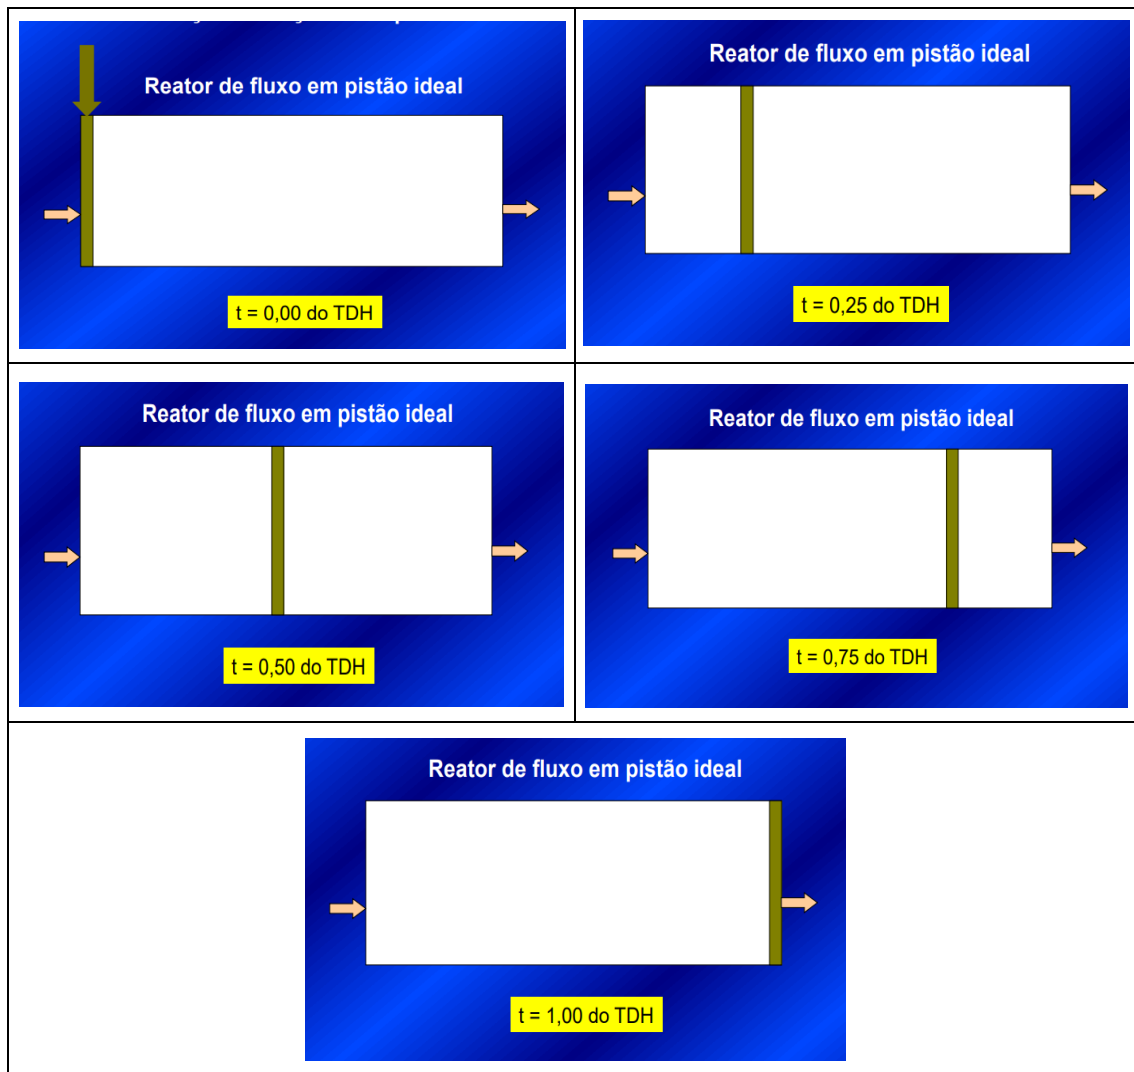 Reator de fluxo em pistão ideal
t = 0,00 do TDH
Reator de fluxo em pistão ideal
t = 0,25 do TDH
Reator de fluxo em pistão ideal
t = 0,50 do TDH
Reator de fluxo em pistão ideal
t = 0,75 do TDH
Reator de fluxo em pistão ideal
t = 1,00 do TDH